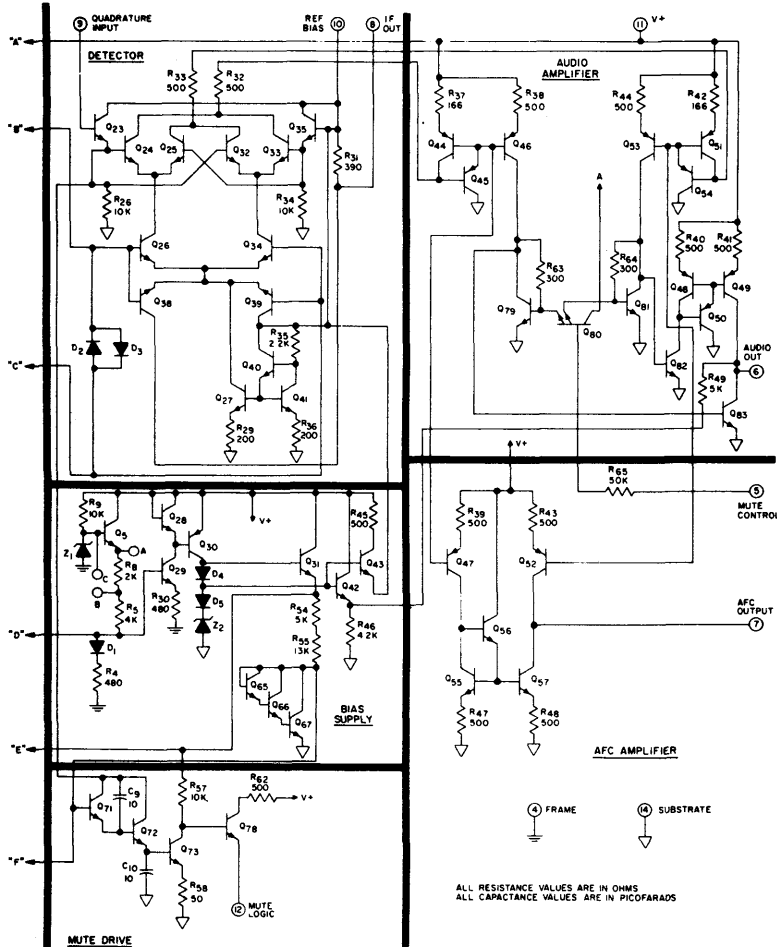 9 QUADRATURE INPUT
REF BIAS 10
8 IF OUT
11 V+
"A"
DETECTOR
AUDIO AMPLIFIER
R33 500
R32 500
R37 166
R38 500
R44 500
R42 166
"B"
Q23
Q24
Q25
Q32
Q33
Q35
R31 390
Q44
Q46
Q45
Q53
Q51
Q54
A
R26 10K
R34 10K
Q26
Q34
R40 500
R41 500
Q38
Q39
R63 300
R64 300
Q48
Q49
Q50
Q79
Q80
Q81
D2
D3
R35 2.2K
Q40
"C"
Q27
Q41
Q82
AUDIO OUT 6
R49 5K
Q83
R29 200
R36 200
V+
R65 50K
5 MUTE CONTROL
R9 10K
Q5
Q28
V+
R45 500
R39 500
R43 500
Z1
A
Q30
Q31
Q43
Q47
Q52
C
R8 2K
Q29
D4
Q42
B
R5 4K
R30 480
D5
R54 5K
R46 4.2K
AFC OUTPUT 7
"D"
Z2
D1
R55 13K
Q56
R4 480
Q65
Q66
Q67
Q55
Q57
BIAS SUPPLY
R47 500
R48 500
"E"
AFC AMPLIFIER
R57 10K
R62 500
V+
C9 10
Q71
Q72
Q73
Q78
4 FRAME
14 SUBSTRATE
"F"
C10 10
R58 50
12 MUTE LOGIC
ALL RESISTANCE VALUES ARE IN OHMS
ALL CAPACTANCE VALUES ARE IN PICOFARADS
MUTE DRIVE